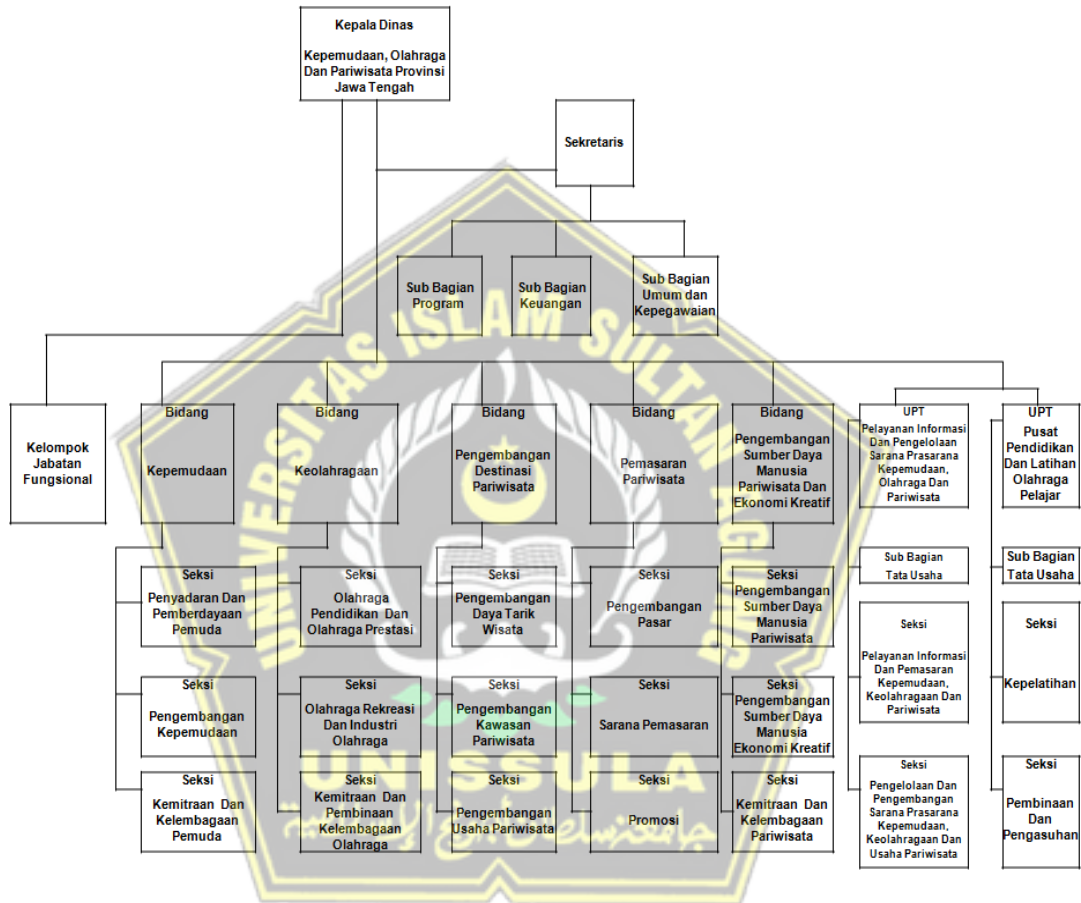 Kepala Dinas
Kepemudaan, Olahraga
Dan Pariwisata Provinsi
Jawa Tengah
Sekretaris
Sub Bagian
Program
Sub Bagian
Keuangan
Sub Bagian
Umum dan
Kepegawaian
Kelompok
Jabatan
Fungsional
Bidang
Kepemudaan
Bidang
Keolahragaan
Bidang
Pengembangan
Destinasi
Pariwisata
Bidang
Pemasaran
Pariwisata
Bidang
Pengembangan
Sumber Daya
Manusia
Pariwisata Dan
Ekonomi Kreatif
UPT
Pelayanan Informasi
Dan Pengelolaan
Sarana Prasarana
Kepemudaan,
Olahraga Dan
Pariwisata
UPT
Pusat
Pendidikan
Dan Latihan
Olahraga
Pelajar
Seksi
Penyadaran Dan
Pemberdayaan
Pemuda
Seksi
Olahraga
Pendidikan Dan
Olahraga Prestasi
Seksi
Pengembangan
Daya Tarik
Wisata
Seksi
Pengembangan
Pasar
Seksi
Pengembangan
Sumber Daya
Manusia
Pariwisata
Sub Bagian
Tata Usaha
Sub Bagian
Tata Usaha
Seksi
Pelayanan Informasi
Dan Pemasaran
Kepemudaan,
Keolahragaan Dan
Pariwisata
Seksi
Kepelatihan
Seksi
Pengembangan
Kepemudaan
Seksi
Olahraga Rekreasi
Dan Industri
Olahraga
Seksi
Pengembangan
Kawasan
Pariwisata
Seksi
Sarana Pemasaran
Seksi
Pengembangan
Sumber Daya
Manusia
Ekonomi Kreatif
Seksi
Kemitraan Dan
Kelembagaan
Pemuda
Seksi
Kemitraan Dan
Pembinaan
Kelembagaan
Olahraga
Seksi
Pengembangan
Usaha Pariwisata
Seksi
Promosi
Seksi
Kemitraan Dan
Kelembagaan
Pariwisata
Seksi
Pengelolaan Dan
Pengembangan
Sarana Prasarana
Kepemudaan,
Keolahragaan Dan
Usaha Pariwisata
Seksi
Pembinaan
Dan
Pengasuhan
UNIVERSITAS ISLAM SULTAN AGUNG
UNISSULA